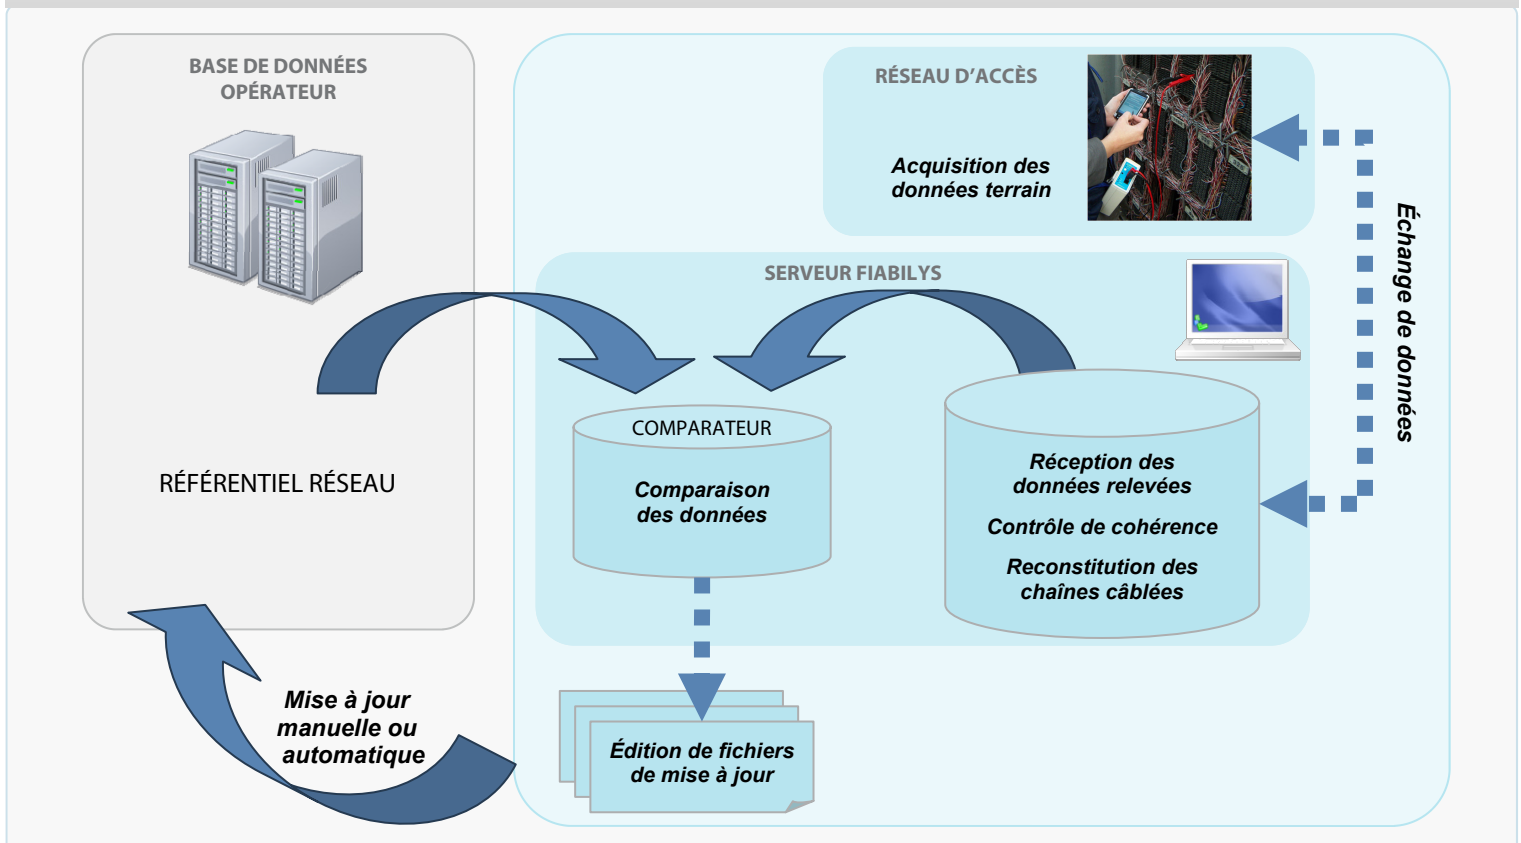 BASE DE DONNÉES
OPÉRATEUR
RÉFÉRENTIEL RÉSEAU
RÉSEAU D’ACCÈS
Acquisition des
données terrain
Échange de données
SERVEUR FIABILYS
COMPARATEUR
Comparaison
des données
Réception des
données relevées
Contrôle de cohérence
Reconstitution des
chaînes câblées
Édition de fichiers
de mise à jour
Mise à jour
manuelle ou
automatique